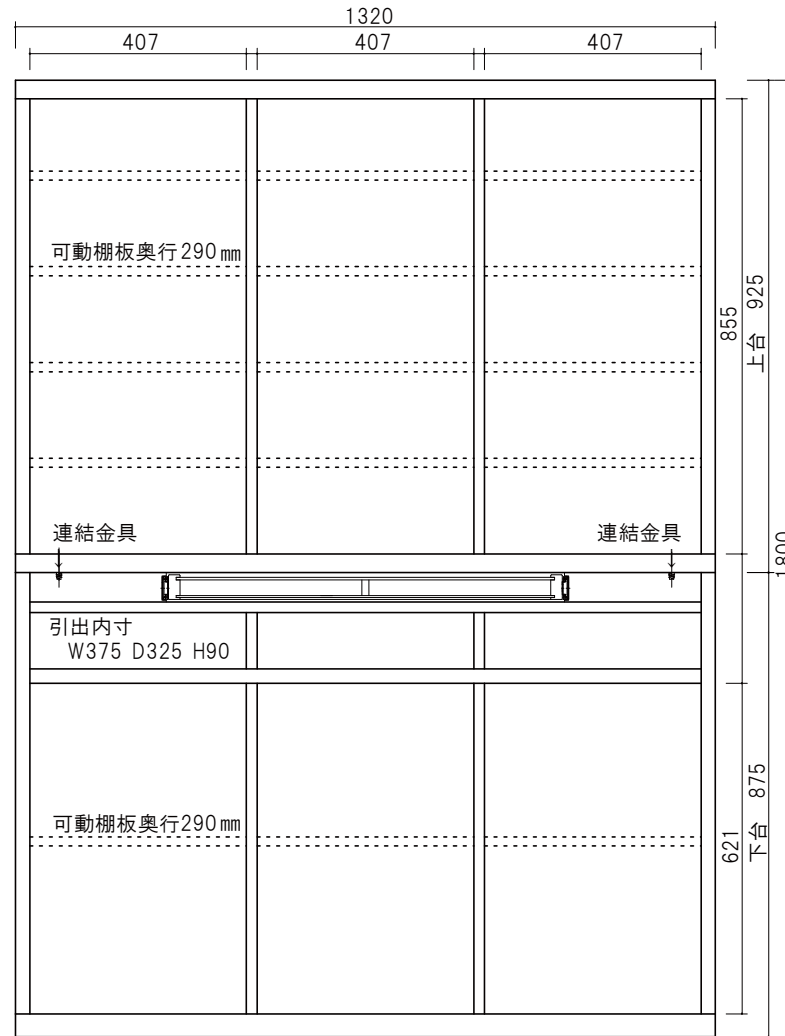 1320
407
407
407
可動棚板奥行290㎜
855
上台 925
連結金具
連結金具
1800
引出内寸
W375 D325 H90
可動棚板奥行290㎜
621
下台 875